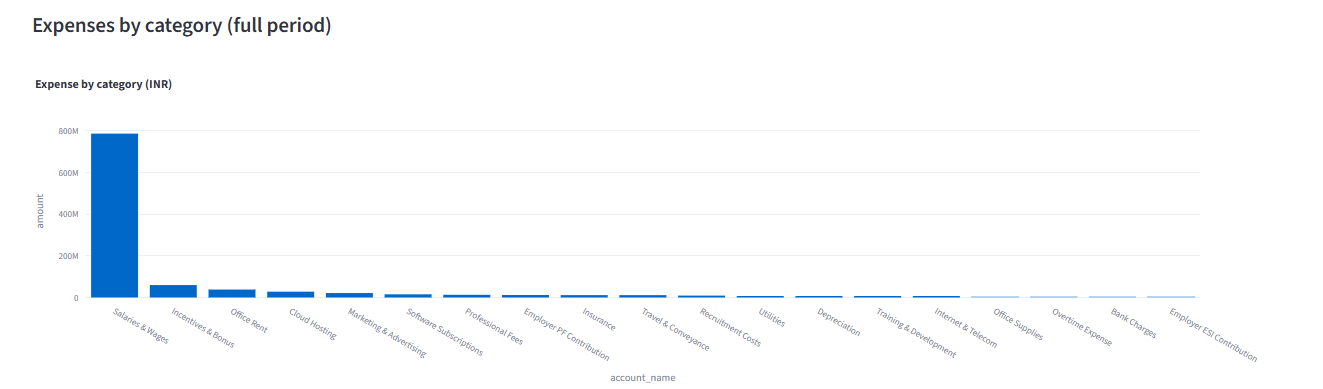 Expenses by category (full period)
Expense by category (INR)
800M
600M
400M
200M
0
amount
Salaries & Wages
Incentives & Bonus
Office Rent
Cloud Hosting
Marketing & Advertising
Software Subscriptions
Professional Fees
Employer PF Contribution
Insurance
Travel & Conveyance
Recruitment Costs
Utilities
Depreciation
Training & Development
Internet & Telecom
Office Supplies
Overtime Expense
Bank Charges
Employer ESI Contribution
account_name